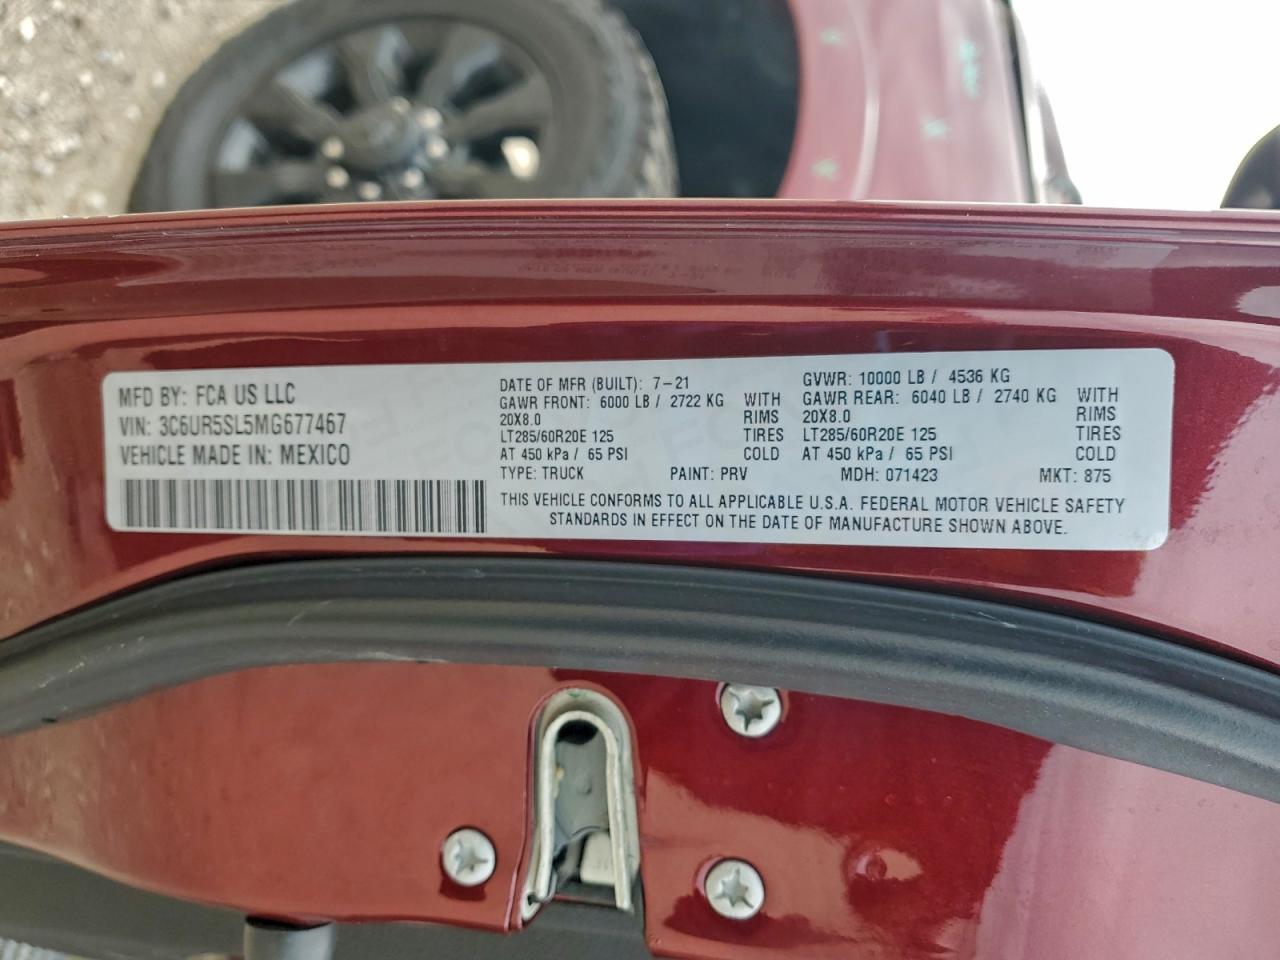 MFD BY: FCA US LLC
VIN: 3C6UR5SL5MG677467
VEHICLE MADE IN: MEXICO
DATE OF MFR (BUILT): 7-21
GAWR FRONT: 6000 LB / 2722 KG WITH
20X8.0 RIMS
LT285/60R20E 125 TIRES
AT 450 kPa / 65 PSI COLD
GVWR: 10000 LB / 4536 KG
GAWR REAR: 6040 LB / 2740 KG WITH
20X8.0 RIMS
LT285/60R20E 125 TIRES
AT 450 kPa / 65 PSI COLD
TYPE: TRUCK PAINT: PRV MDH: 071423 MKT: 875
THIS VEHICLE CONFORMS TO ALL APPLICABLE U.S.A. FEDERAL MOTOR VEHICLE SAFETY
STANDARDS IN EFFECT ON THE DATE OF MANUFACTURE SHOWN ABOVE.